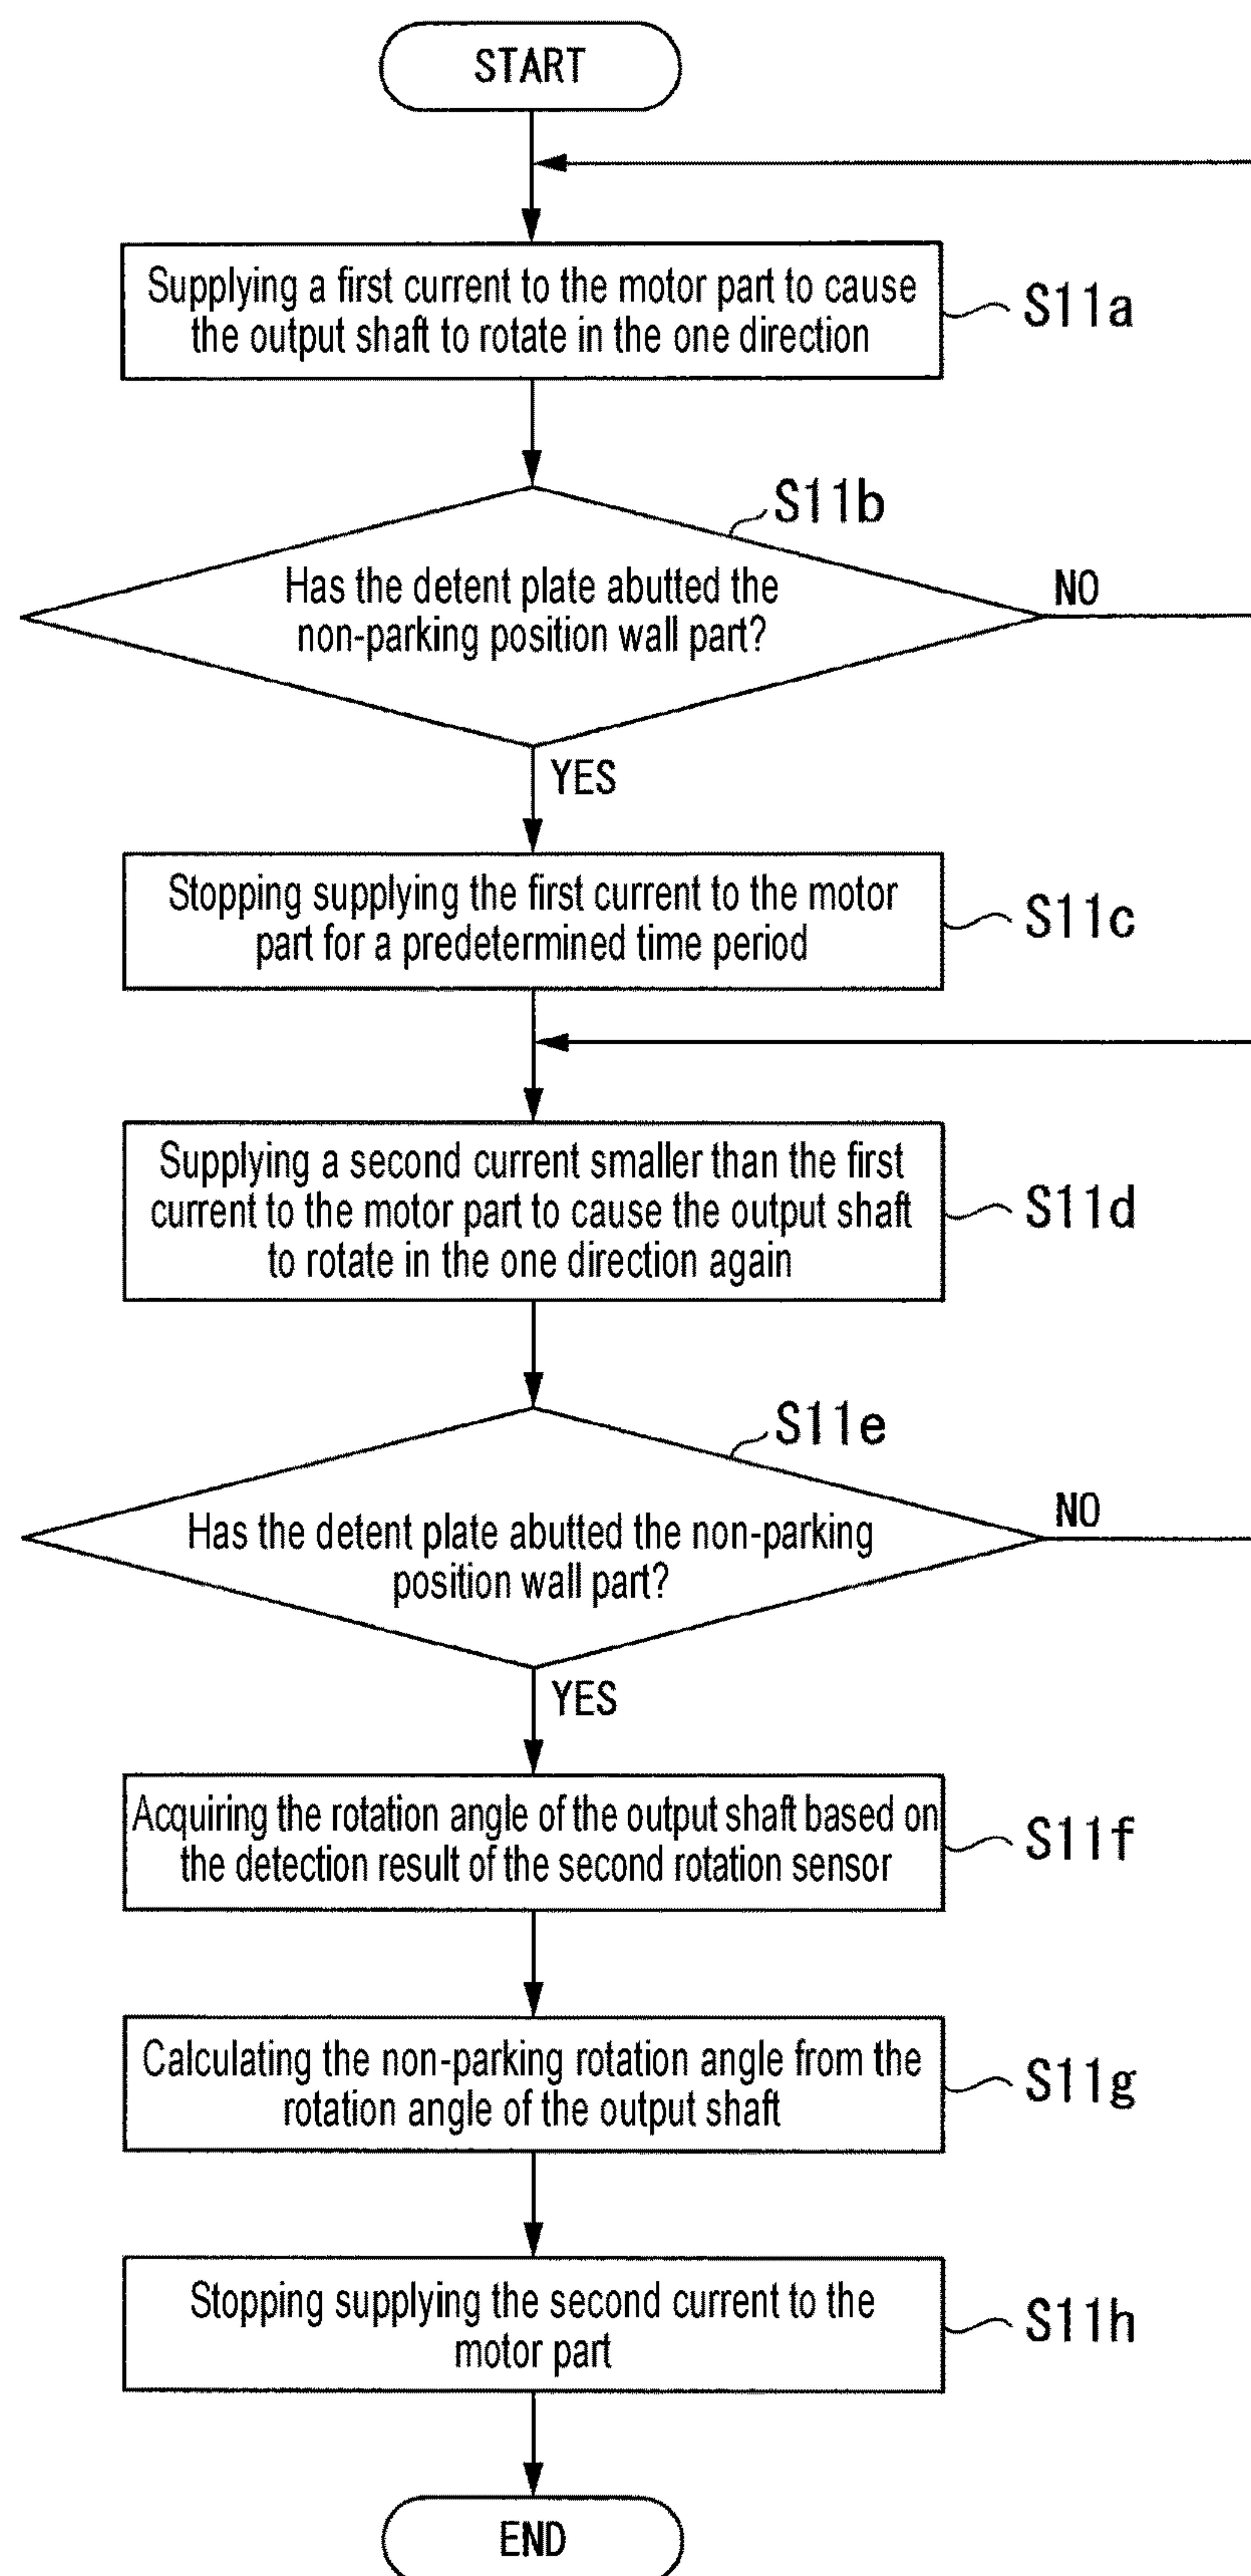 START
Supplying a first current to the motor part to cause
the output shaft to rotate in the one direction
S11a
S11b
Has the detent plate abutted the
non-parking position wall part?
NO
YES
Stopping supplying the first current to the motor
part for a predetermined time period
S11c
Supplying a second current smaller than the first
current to the motor part to cause the output shaft
to rotate in the one direction again
S11d
S11e
Has the detent plate abutted the non-parking
position wall part?
NO
YES
Acquiring the rotation angle of the output shaft based on
the detection result of the second rotation sensor
S11f
Calculating the non-parking rotation angle from the
rotation angle of the output shaft
S11g
Stopping supplying the second current to the
motor part
S11h
END